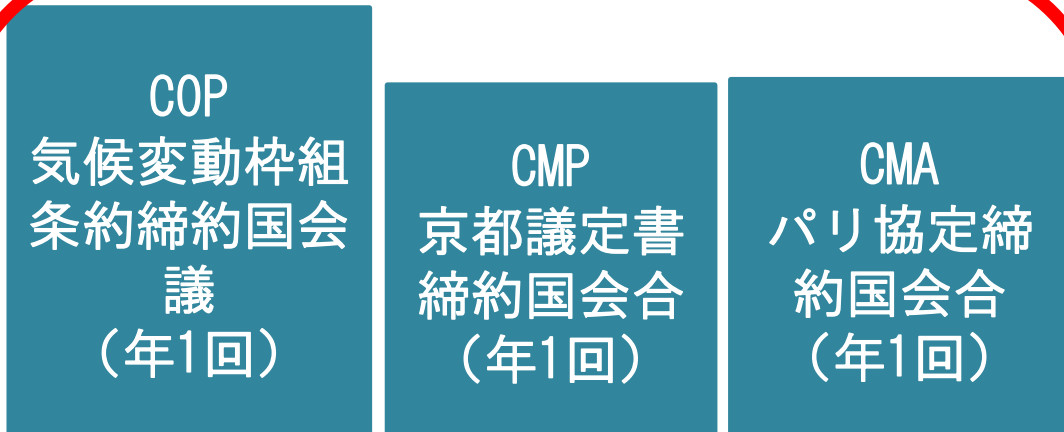 COP
気候変動枠組
条約締約国会
議
（年1回）
CMP
京都議定書
締約国会合
（年1回）
CMA
パリ協定締
約国会合
（年1回）